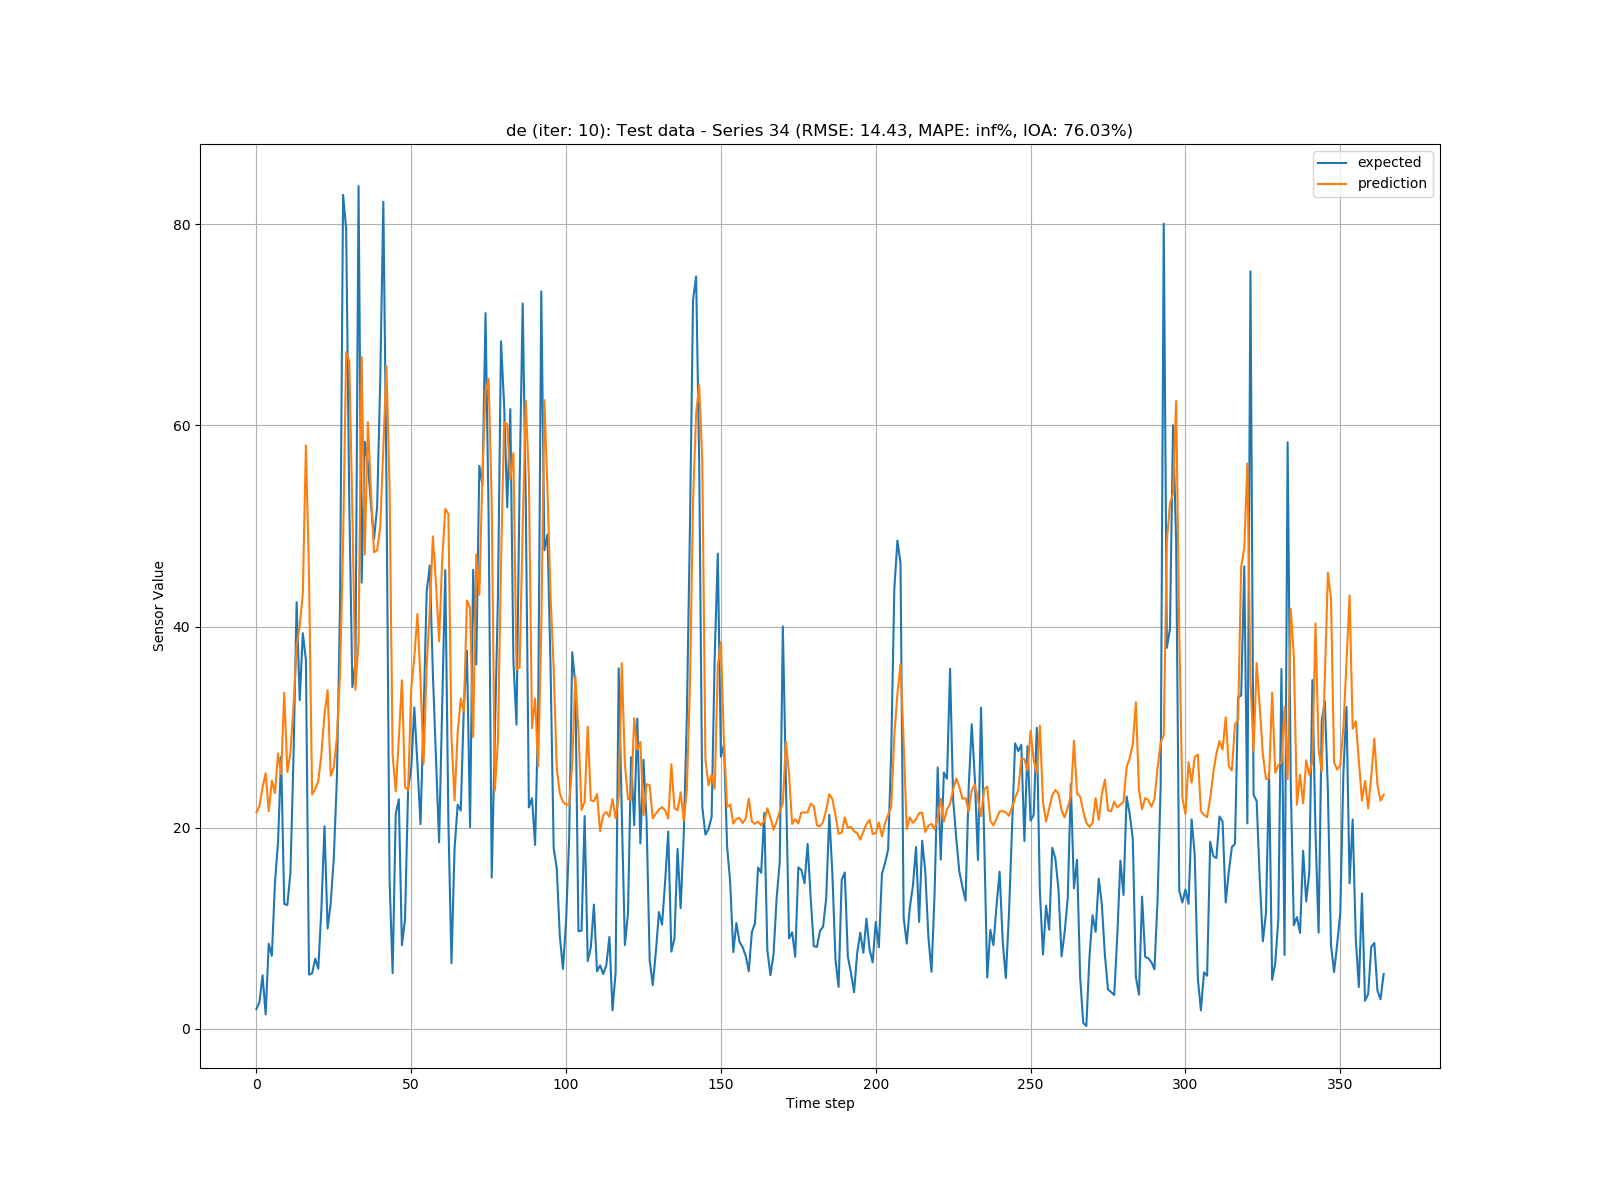 de (iter: 10): Test data - Series 34 (RMSE: 14.43, MAPE: inf%, IOA: 76.03%)
expected
prediction
80
60
40
20
0
Sensor Value
0 50 100 150 200 250 300 350
Time step